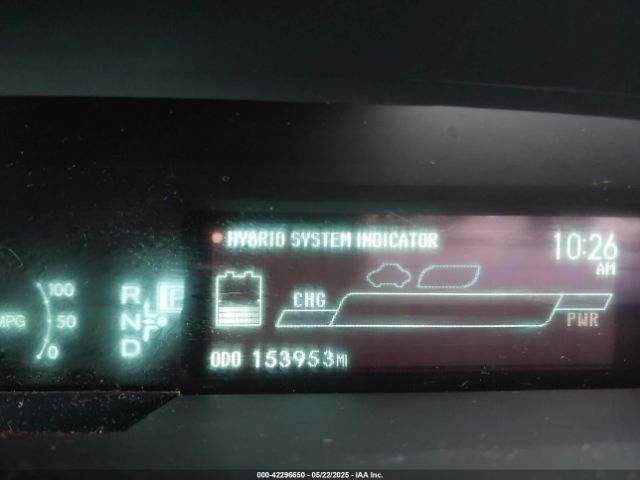 HYBRID SYSTEM INDICATOR
10:26
AM
100
MPG 50
0
R
N
D
P
CHG
PWR
ODO 153953 MI
000-42296650 - 05/22/2025 - IAA Inc.